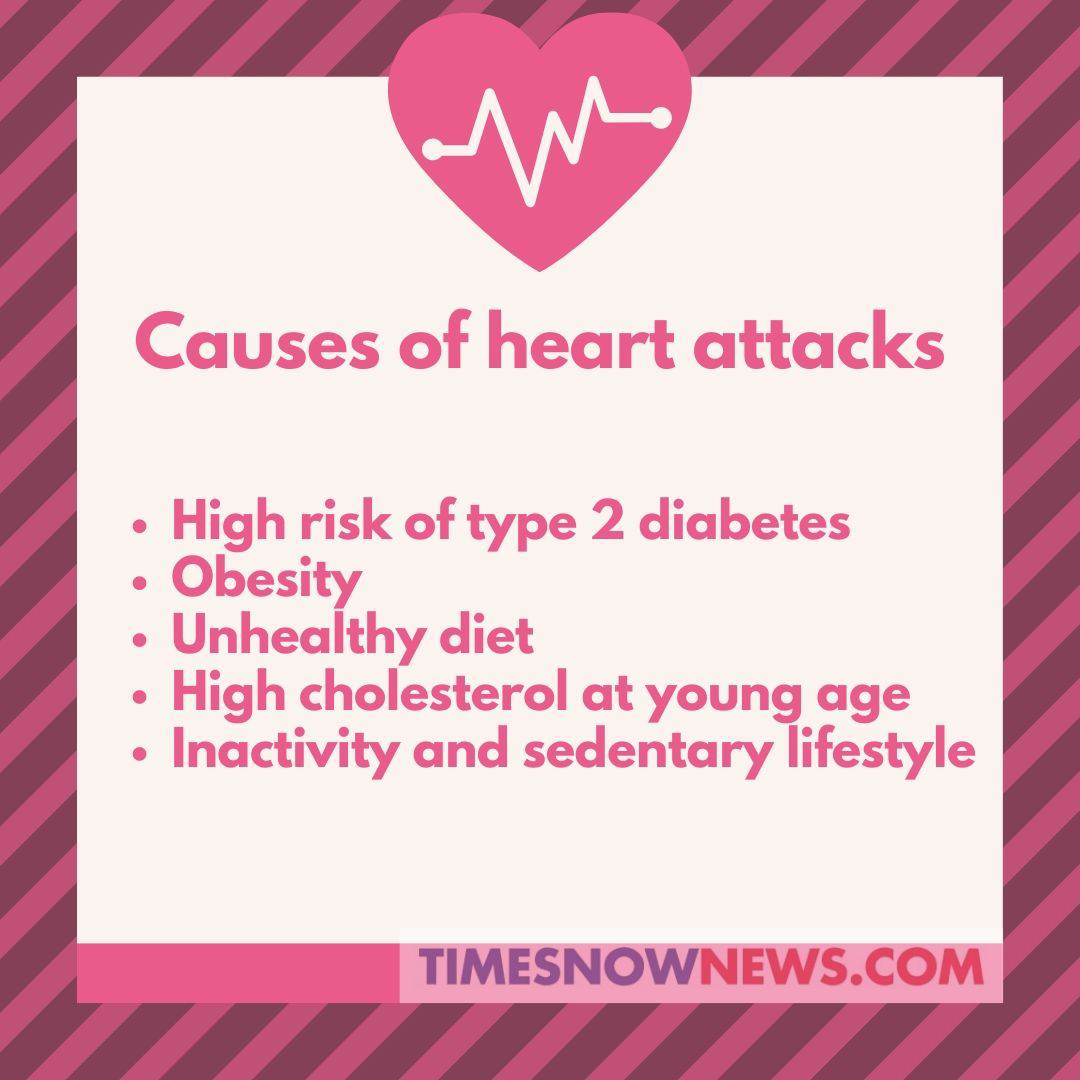 Causes of heart attacks
• High risk of type 2 diabetes
• Obesity
• Unhealthy diet
• High cholesterol at young age
• Inactivity and sedentary lifestyle
TIMESNOWNEWS.COM